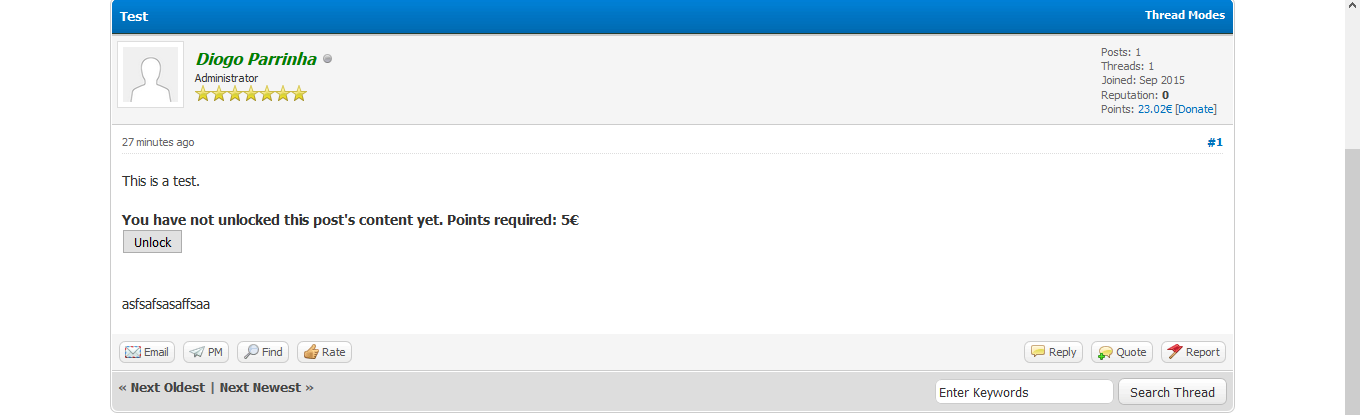 Test
Thread Modes
Diogo Parrinha
Administrator
Posts: 1
Threads: 1
Joined: Sep 2015
Reputation: 0
Points: 23.02€ [Donate]
27 minutes ago
#1
This is a test.
You have not unlocked this post's content yet. Points required: 5€
Unlock
asfsafsasaffsaa
Email PM Find Rate
Reply Quote Report
« Next Oldest | Next Newest »
Enter Keywords Search Thread